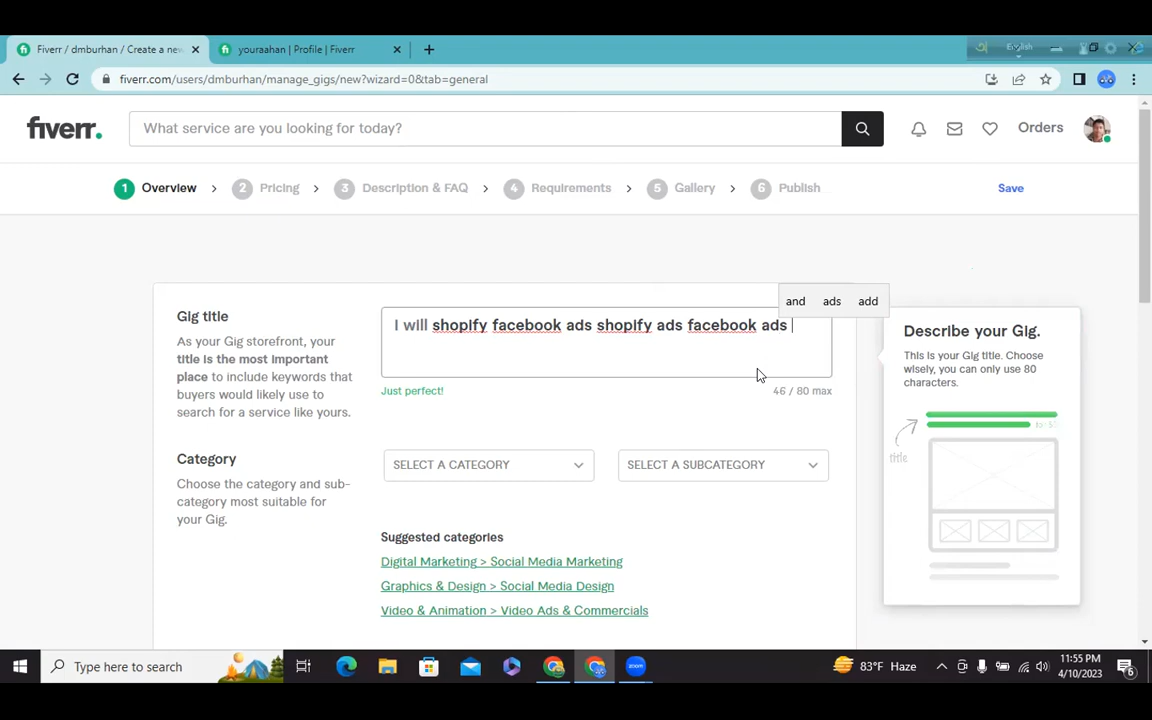 Fiverr / dmburhan / Create a new
youraahan | Profile | Fiverr
English
fiverr.com/users/dmburhan/manage_gigs/new?wizard=0&tab=general
fiverr.
What service are you looking for today?
Orders
1 Overview
2 Pricing
3 Description & FAQ
4 Requirements
5 Gallery
6 Publish
Save
and ads add
Gig title
As your Gig storefront, your
title is the most important
place to include keywords that
buyers would likely use to
search for a service like yours.
I will shopify facebook ads shopify ads facebook ads
Just perfect!
46 / 80 max
Describe your Gig.
This is your Gig title. Choose
wisely, you can only use 80
characters.
title
Category
Choose the category and sub-
category most suitable for
your Gig.
SELECT A CATEGORY
SELECT A SUBCATEGORY
Suggested categories
Digital Marketing > Social Media Marketing
Graphics & Design > Social Media Design
Video & Animation > Video Ads & Commercials
Type here to search
zoom
83°F Haze
11:55 PM
4/10/2023
6